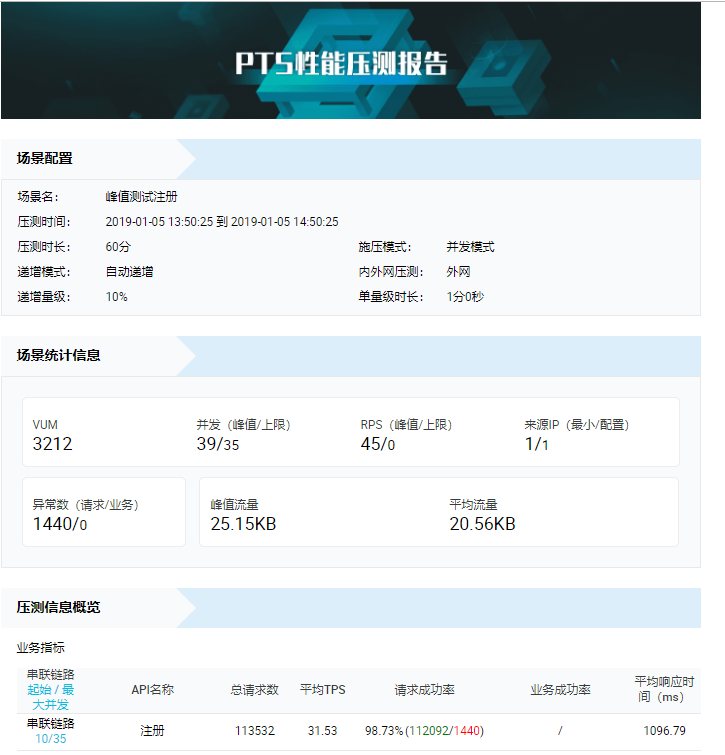 PTS性能压测报告
场景配置
场景名： 峰值测试注册
压测时间： 2019-01-05 13:50:25 到 2019-01-05 14:50:25
压测时长： 60分 施压模式： 并发模式
递增模式： 自动递增 内外网压测： 外网
递增量级： 10% 单量级时长： 1分0秒
场景统计信息
VUM 并发（峰值/上限） RPS（峰值/上限） 来源IP（最小/配置）
3212 39/35 45/0 1/1
异常数（请求/业务） 峰值流量 平均流量
1440/0 25.15KB 20.56KB
压测信息概览
业务指标
串联链路
起始 / 最
大并发
API名称 总请求数 平均TPS 请求成功率 业务成功率
平均响应时
间（ms）
串联链路
10/35
注册 113532 31.53 98.73%(112092/1440) / 1096.79